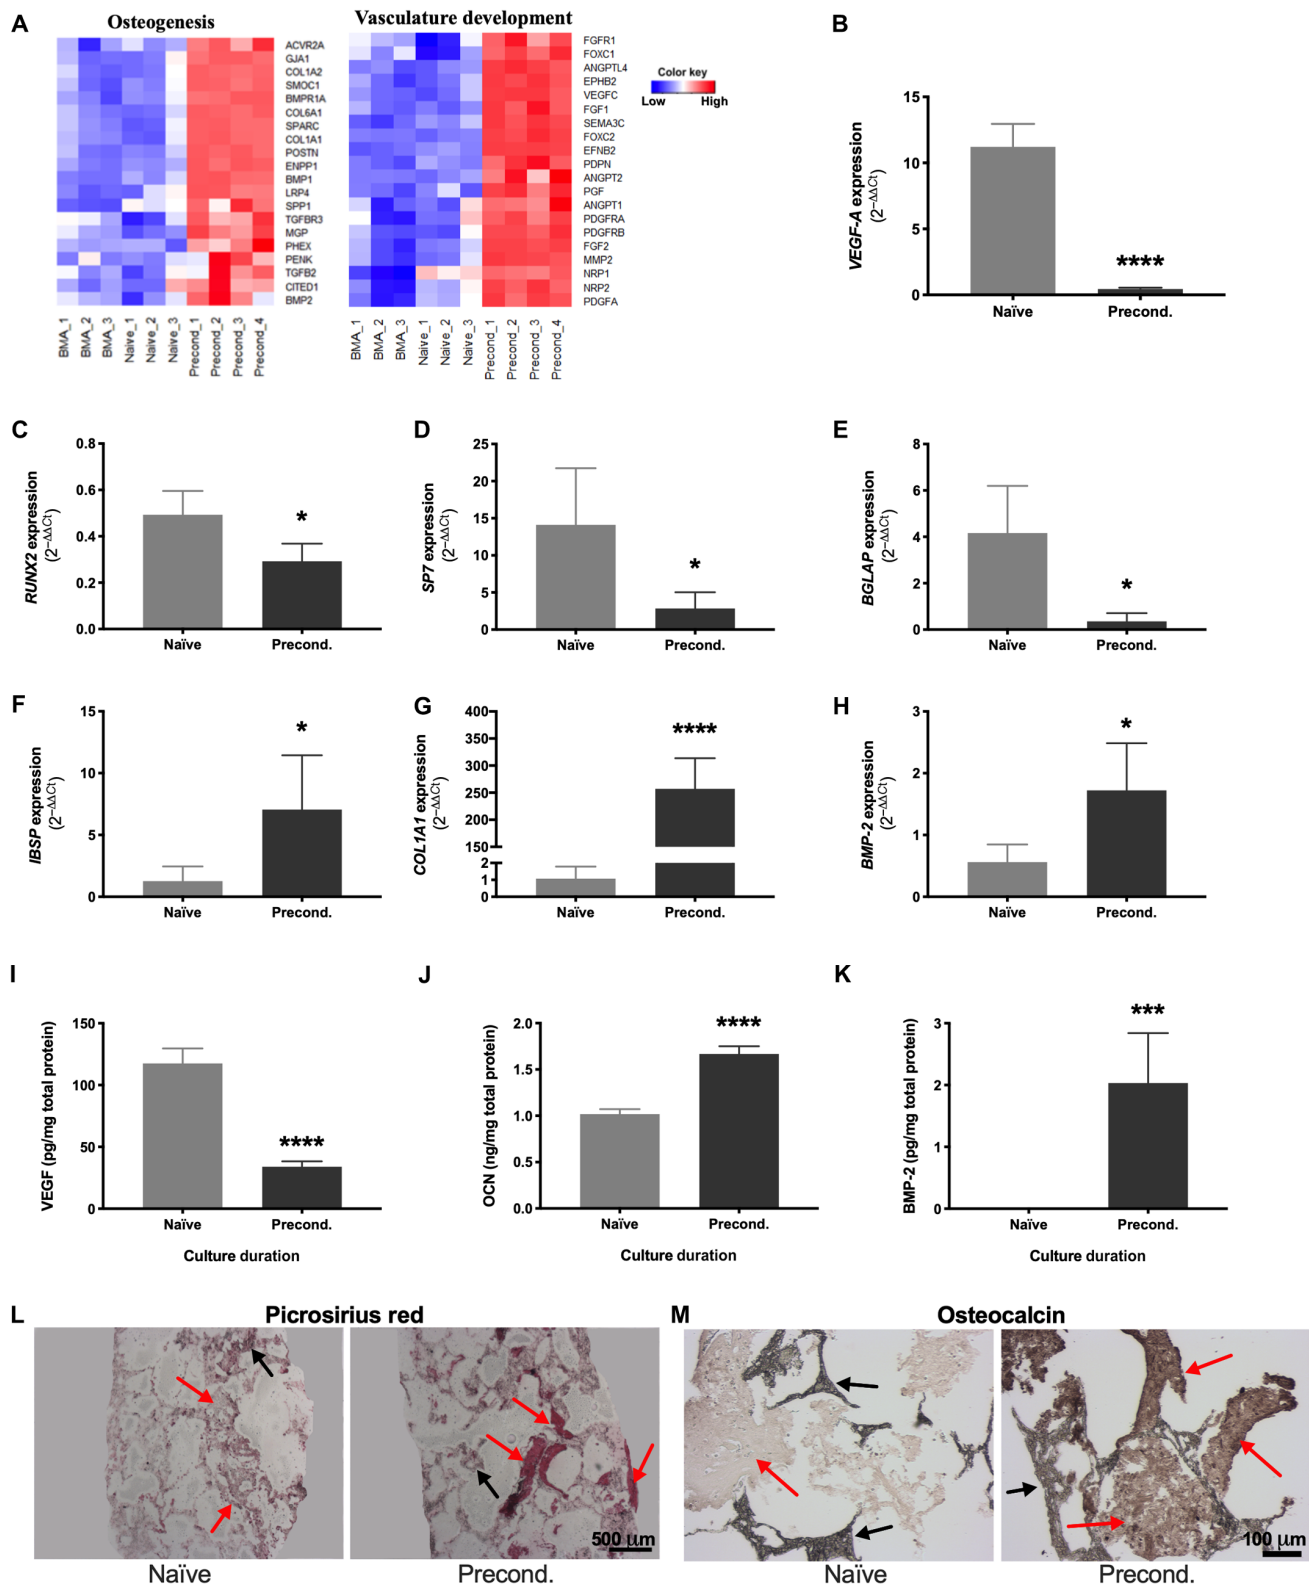 A
Osteogenesis
ACVR2A
GJA1
COL1A2
SMOC1
BMPR1A
COL6A1
SPARC
COL1A1
POSTN
ENPP1
BMP1
LRP4
SPP1
TGFBR3
MGP
PHEX
PENK
TGFB2
CITED1
BMP2
BMA_1
BMA_2
BMA_3
Naive_1
Naive_2
Naive_3
Precond_1
Precond_2
Precond_3
Precond_4
Vasculature development
FGFR1
FOXC1
ANGPTL4
EPHB2
VEGFC
FGF1
SEMA3C
FOXC2
EFNB2
PDPN
ANGPT2
PGF
ANGPT1
PDGFRA
PDGFRB
FGF2
MMP2
NRP1
NRP2
PDGFA
BMA_1
BMA_2
BMA_3
Naive_1
Naive_2
Naive_3
Precond_1
Precond_2
Precond_3
Precond_4
Color key
Low High
B
VEGF-A expression
(2−ΔΔCt)
15
10
5
0
****
Naïve Precond.
C
RUNX2 expression
(2−ΔΔCt)
0.8
0.6
0.4
0.2
0.0
*
Naïve Precond.
D
SP7 expression
(2−ΔΔCt)
25
20
15
10
5
0
*
Naïve Precond.
E
BGLAP expression
(2−ΔΔCt)
8
6
4
2
0
*
Naïve Precond.
F
IBSP expression
(2−ΔΔCt)
15
10
5
0
*
Naïve Precond.
G
COL1A1 expression
(2−ΔΔCt)
400
350
300
250
200
150
2
1
0
****
Naïve Precond.
H
BMP-2 expression
(2−ΔΔCt)
3
2
1
0
*
Naïve Precond.
I
VEGF (pg/mg total protein)
150
100
50
0
****
Naïve Precond.
Culture duration
J
OCN (ng/mg total protein)
2.0
1.5
1.0
0.5
0.0
****
Naïve Precond.
Culture duration
K
BMP-2 (pg/mg total protein)
3
2
1
0
***
Naïve Precond.
Culture duration
L
Picrosirius red
500 µm
Naïve Precond.
M
Osteocalcin
100 µm
Naïve Precond.